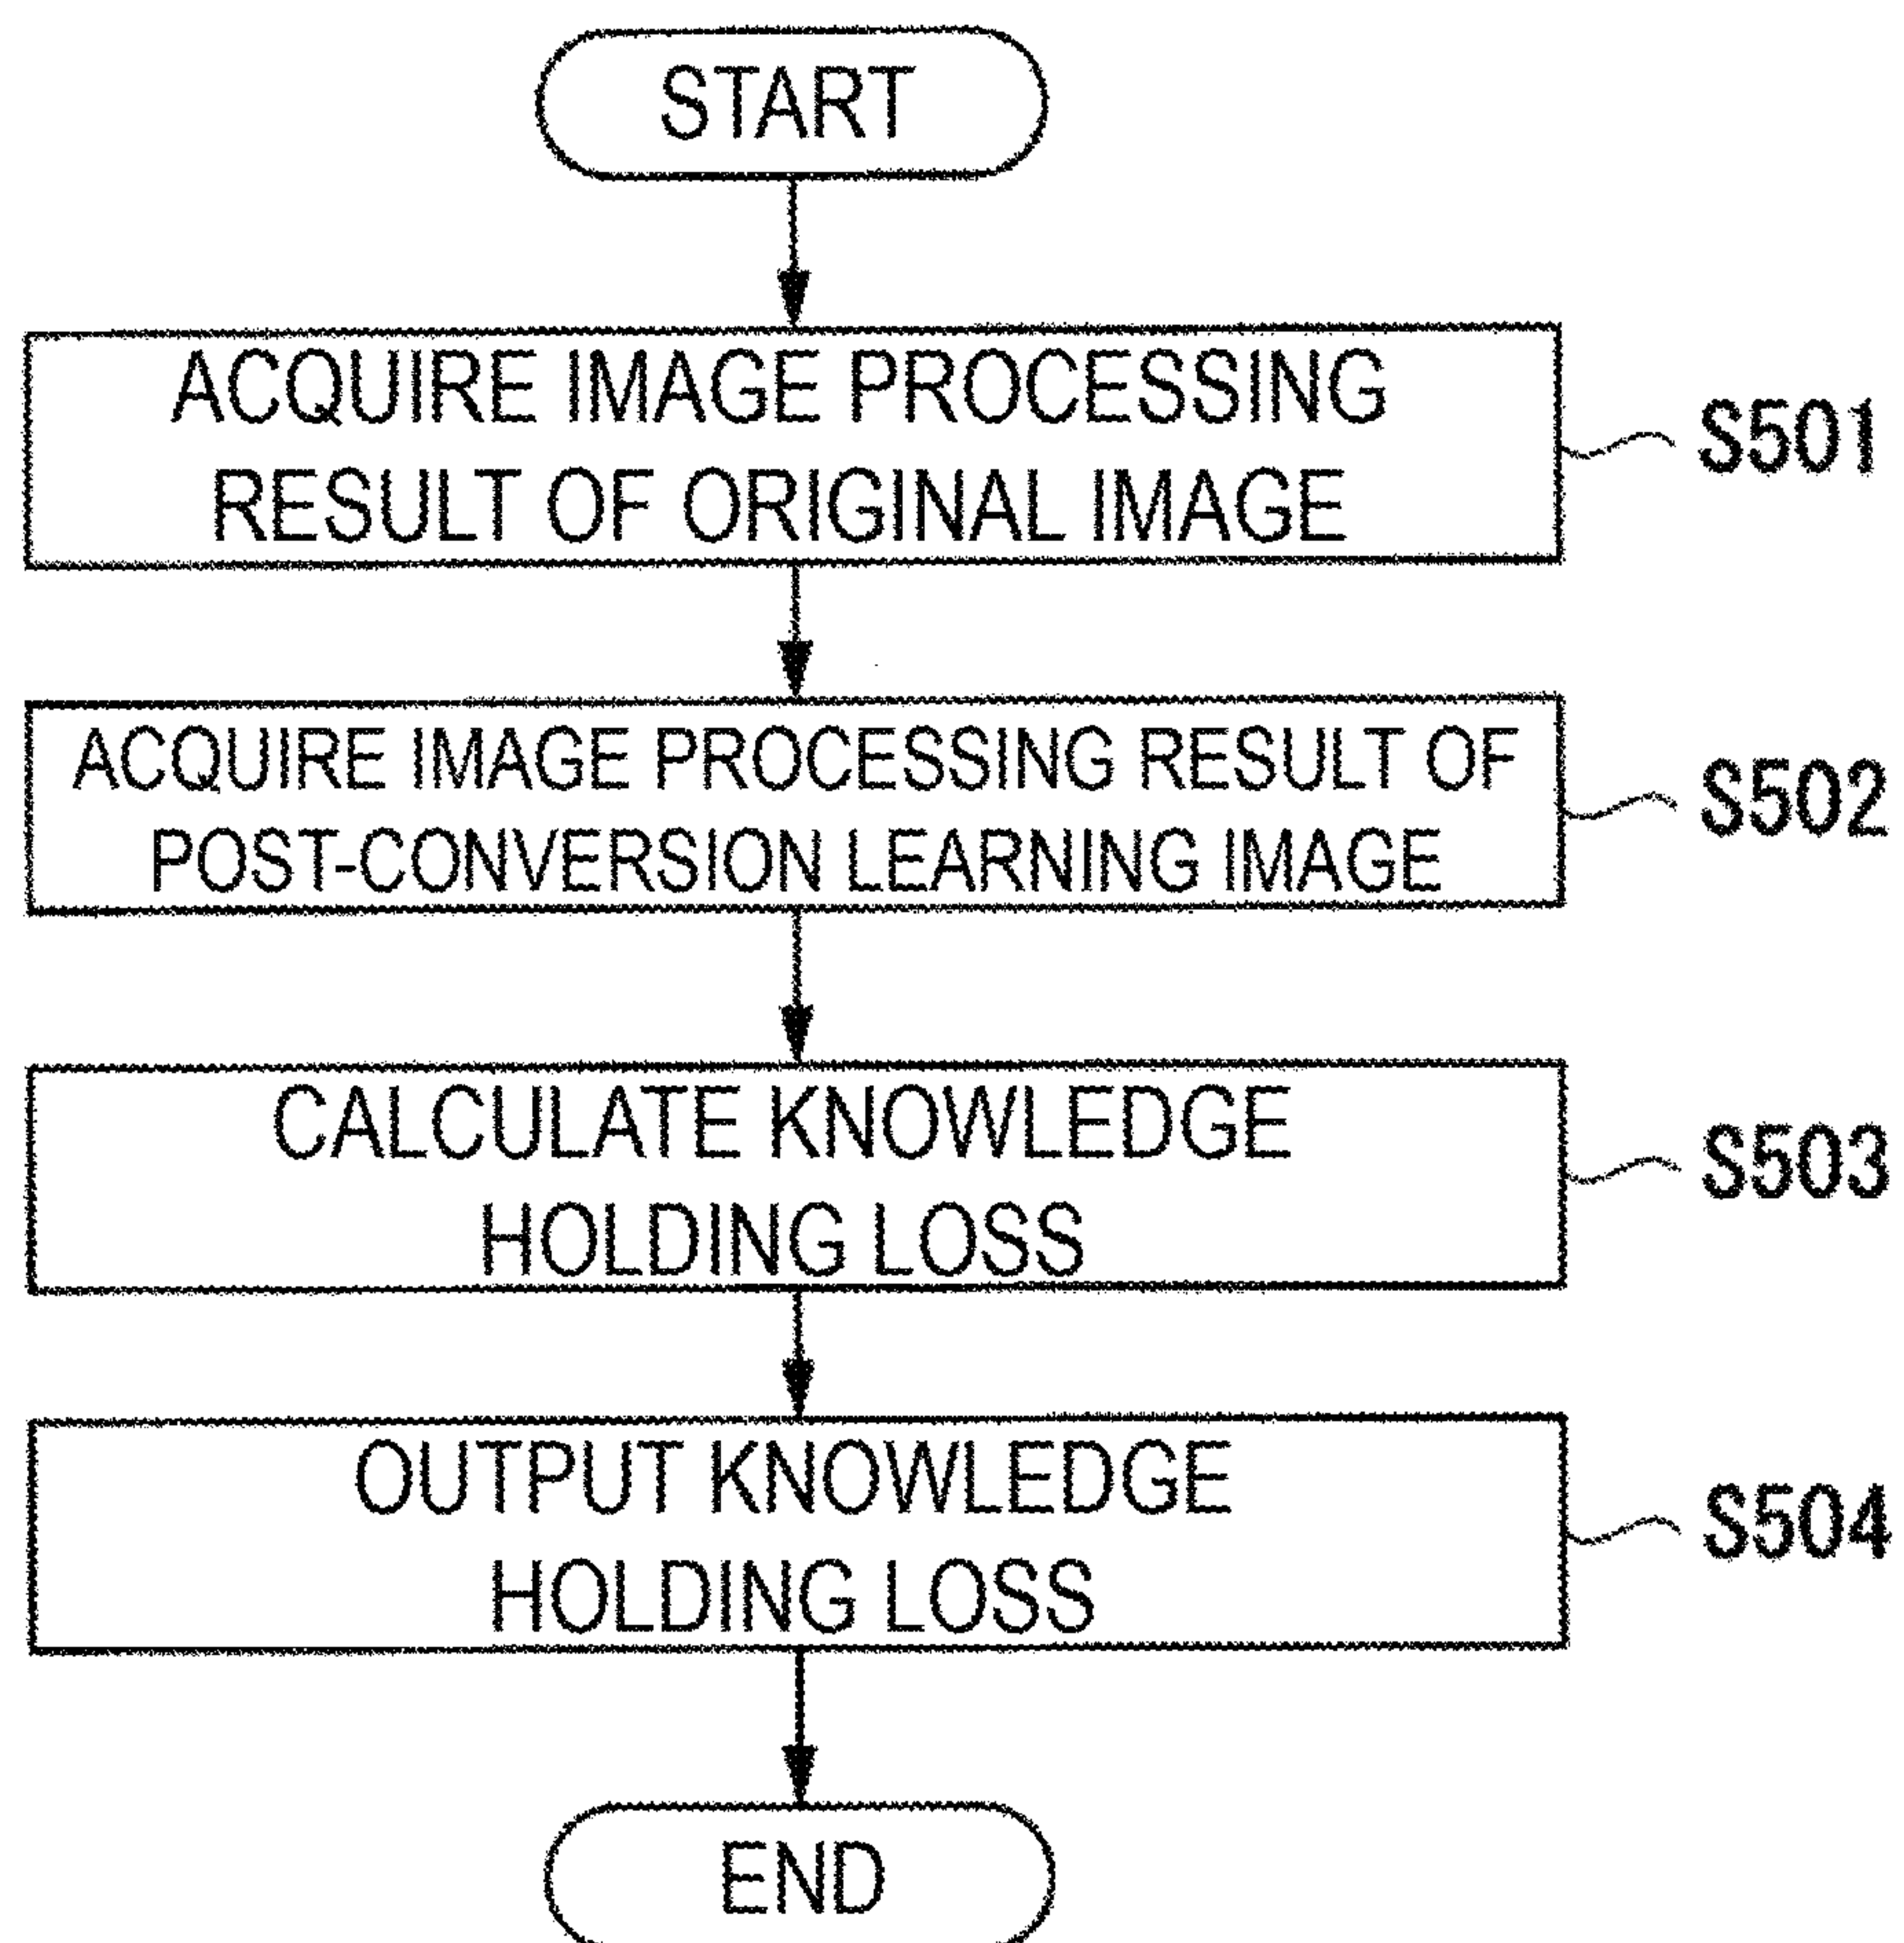 START
ACQUIRE IMAGE PROCESSING
RESULT OF ORIGINAL IMAGE
S501
ACQUIRE IMAGE PROCESSING RESULT OF
POST-CONVERSION LEARNING IMAGE
S502
CALCULATE KNOWLEDGE
HOLDING LOSS
S503
OUTPUT KNOWLEDGE
HOLDING LOSS
S504
END